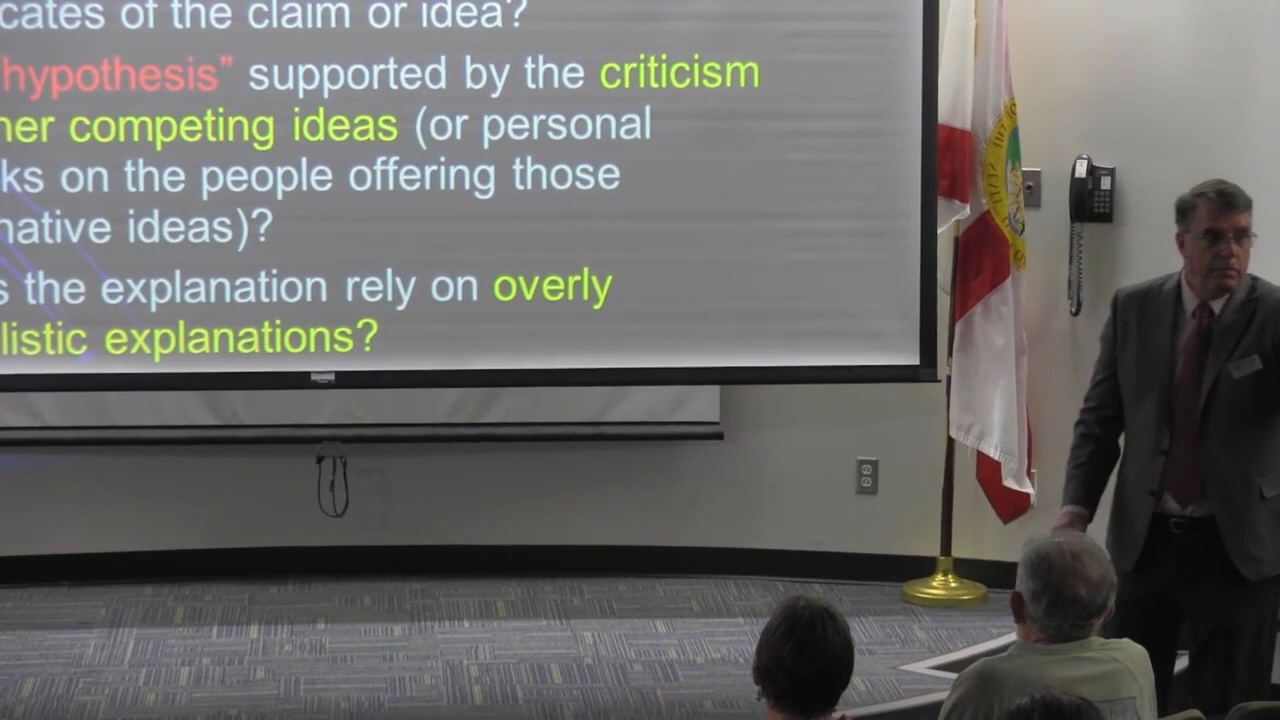 cates of the claim or idea?
hypothesis” supported by the criticism
her competing ideas (or personal
ks on the people offering those
native ideas)?
s the explanation rely on overly
listic explanations?